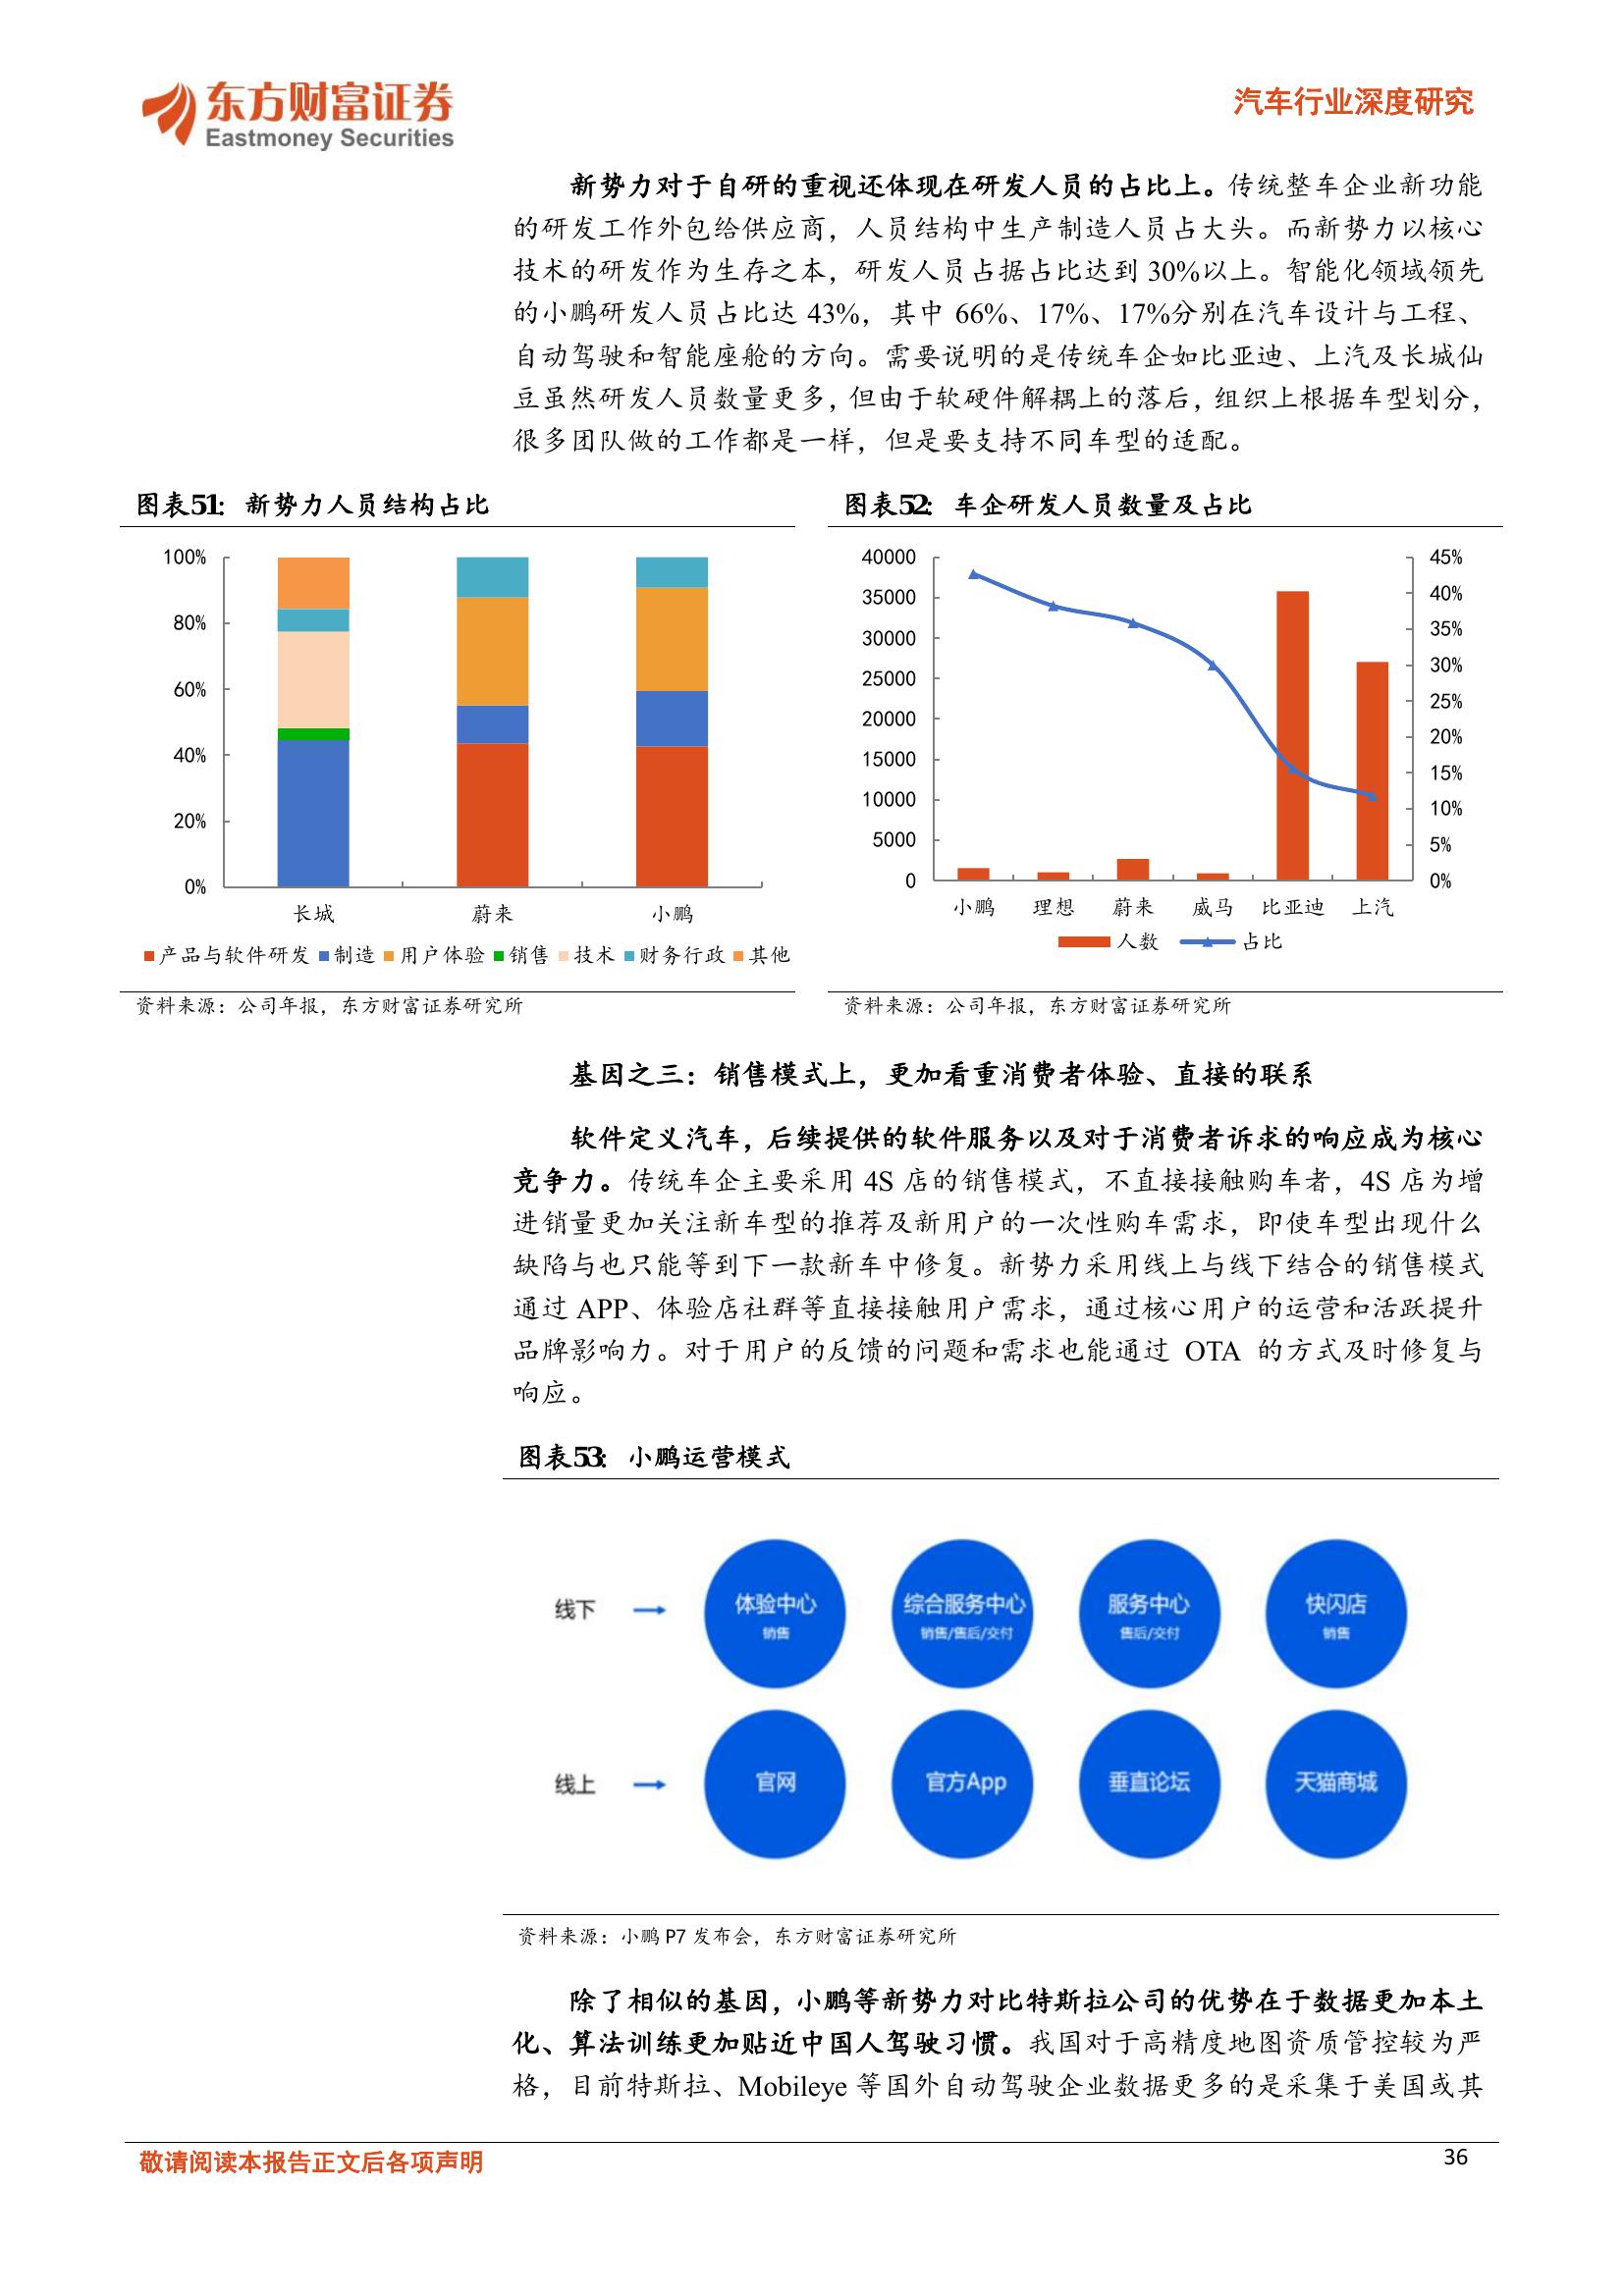 东方财富证券
Eastmoney Securities
汽车行业深度研究
新势力对于自研的重视还体现在研发人员的占比上。传统整车企业新功能
的研发工作外包给供应商，人员结构中生产制造人员占大头。而新势力以核心
技术的研发作为生存之本，研发人员占据占比达到 30%以上。智能化领域领先
的小鹏研发人员占比达 43%，其中 66%、17%、17%分别在汽车设计与工程、
自动驾驶和智能座舱的方向。需要说明的是传统车企如比亚迪、上汽及长城仙
豆虽然研发人员数量更多，但由于软硬件解耦上的落后，组织上根据车型划分，
很多团队做的工作都是一样，但是要支持不同车型的适配。
图表51: 新势力人员结构占比
100%
80%
60%
40%
20%
0%
长城 蔚来 小鹏
产品与软件研发 制造 用户体验 销售 技术 财务行政 其他
资料来源：公司年报，东方财富证券研究所
图表52: 车企研发人员数量及占比
40000
35000
30000
25000
20000
15000
10000
5000
0
45%
40%
35%
30%
25%
20%
15%
10%
5%
0%
小鹏 理想 蔚来 威马 比亚迪 上汽
人数 占比
资料来源：公司年报，东方财富证券研究所
基因之三：销售模式上，更加看重消费者体验、直接的联系
软件定义汽车，后续提供的软件服务以及对于消费者诉求的响应成为核心
竞争力。传统车企主要采用 4S 店的销售模式，不直接接触购车者，4S 店为增
进销量更加关注新车型的推荐及新用户的一次性购车需求，即使车型出现什么
缺陷与也只能等到下一款新车中修复。新势力采用线上与线下结合的销售模式
通过 APP、体验店社群等直接接触用户需求，通过核心用户的运营和活跃提升
品牌影响力。对于用户的反馈的问题和需求也能通过 OTA 的方式及时修复与
响应。
图表53: 小鹏运营模式
线下
体验中心
销售
综合服务中心
销售/售后/交付
服务中心
售后/交付
快闪店
销售
线上
官网
官方App
垂直论坛
天猫商城
资料来源：小鹏 P7 发布会，东方财富证券研究所
除了相似的基因，小鹏等新势力对比特斯拉公司的优势在于数据更加本土
化、算法训练更加贴近中国人驾驶习惯。我国对于高精度地图资质管控较为严
格，目前特斯拉、Mobileye 等国外自动驾驶企业数据更多的是采集于美国或其
敬请阅读本报告正文后各项声明
36